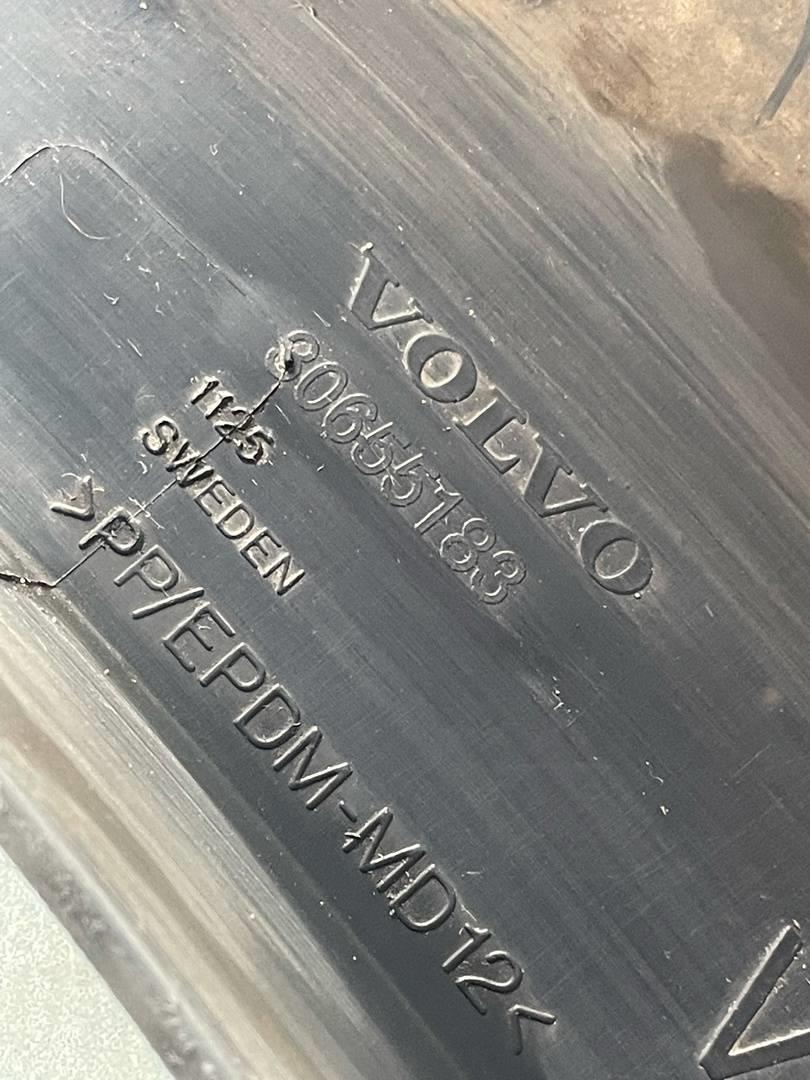 VOLVO
30655183
1125
SWEDEN
>PP/EPDM-MD12<
V